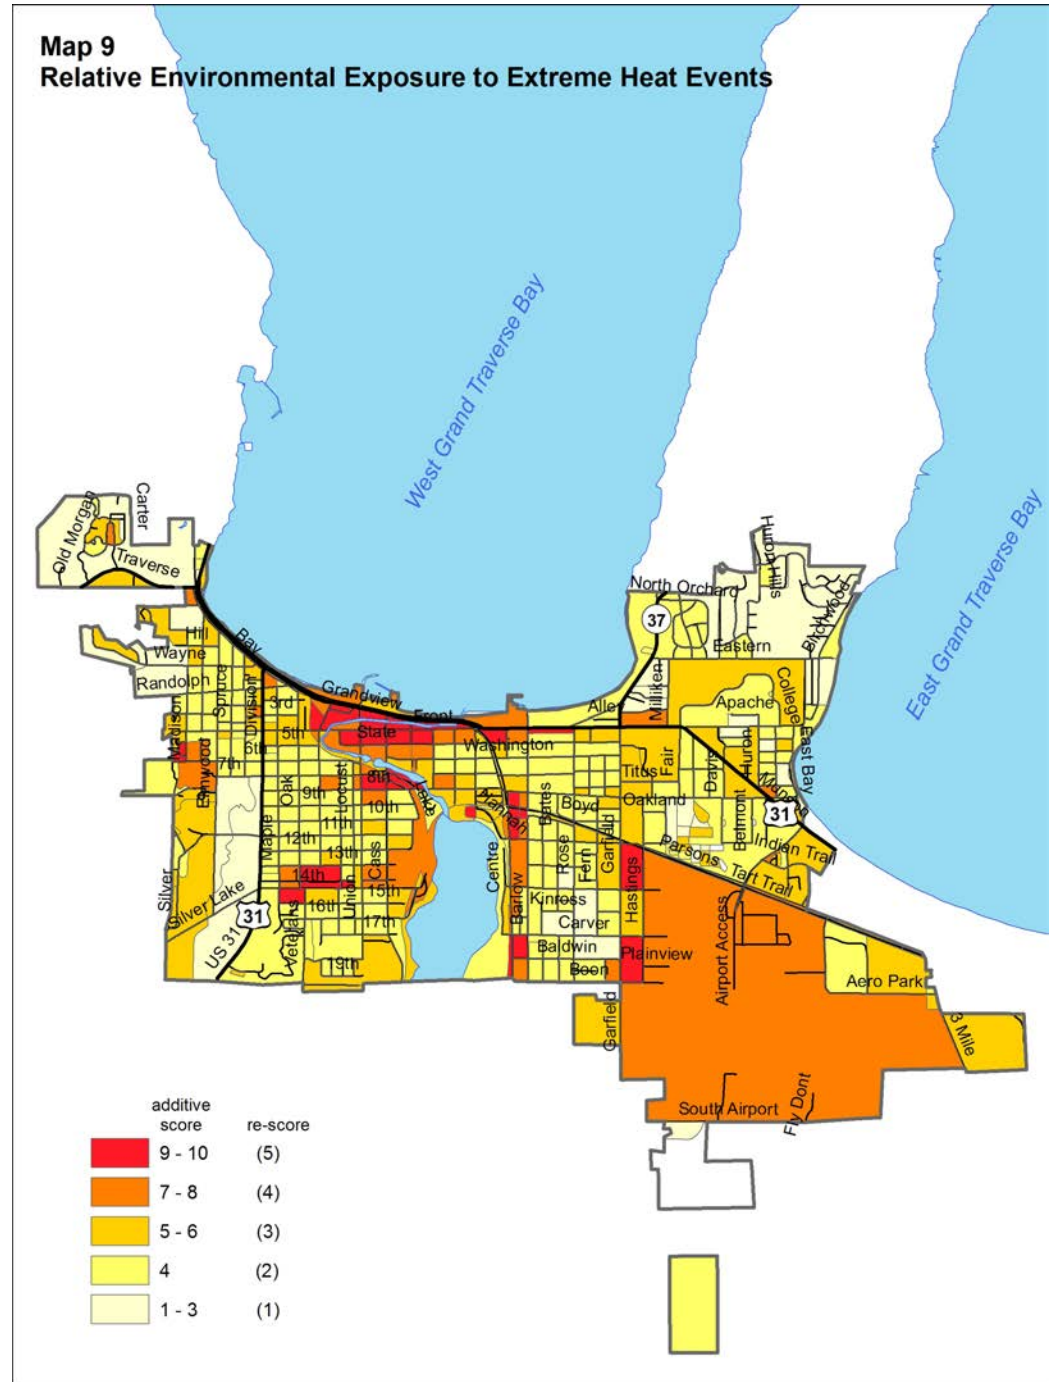 Map 9
Relative Environmental Exposure to Extreme Heat Events
West Grand Traverse Bay
East Grand Traverse Bay
Old Morgan
Carter
Traverse
Huron Hills
North Orchard
37
Birchwood
Eastern
Hill
Wayne
Randolph
Bay
Spruce
Division
Madison
Grandview
Front
3rd
5th
6th
7th
State
Washington
Alley
Milliken
Apache
College
East Bay
Elmwood
8th
9th
10th
11th
12th
13th
14th
15th
16th
17th
19th
Oak
Locust
Maple
Cass
Union
Lake
Hannah
Bates
Boyd
Titus
Fair
Oakland
Davis
Huron
Munson
31
Belmont
Indian Trail
Parsons
Tart Trail
Centre
Barlow
Rose
Fern
Garfield
Hastings
Kinross
Carver
Baldwin
Boon
Plainview
Silver
Silver Lake
US 31
31
Veterans
Airport Access
Aero Park
3 Mile
Garfield
South Airport
Fly Dont
additive
score re-score
9 - 10 (5)
7 - 8 (4)
5 - 6 (3)
4 (2)
1 - 3 (1)